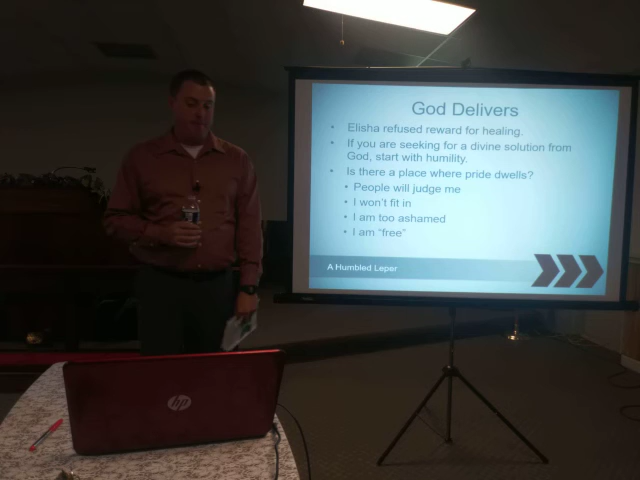 God Delivers
• Elisha refused reward for healing.
• If you are seeking for a divine solution from
God, start with humility.
• Is there a place where pride dwells?
• People will judge me
• I won't fit in
• I am too ashamed
• I am "free"
A Humbled Leper
hp